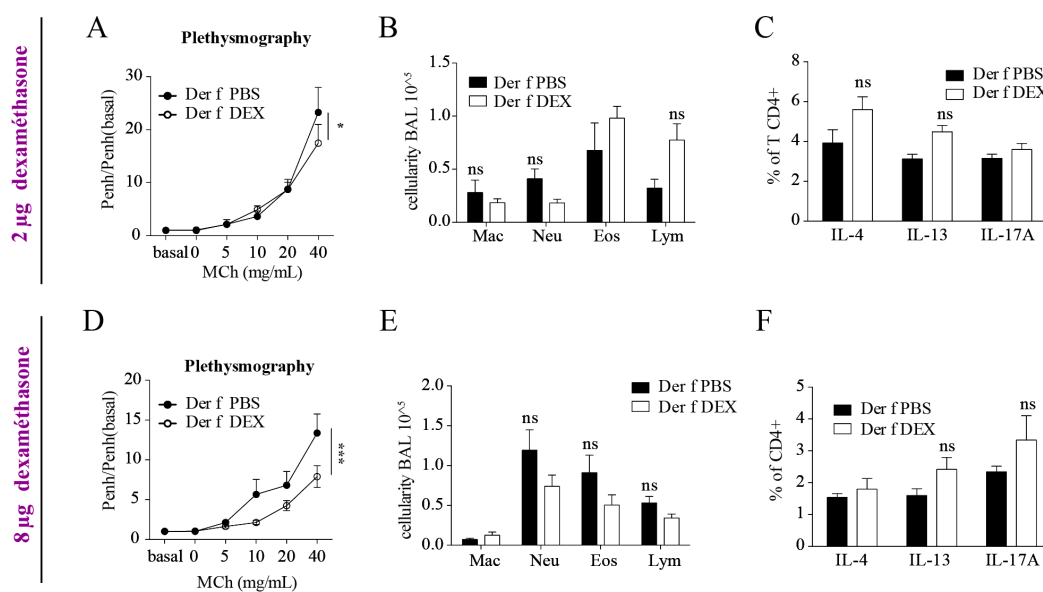 2 µg dexaméthasone
A
Plethysmography
Penh/Penh(basal)
30
20
10
0
Der f PBS
Der f DEX
*
basal 0 5 10 20 40
MCh (mg/mL)
B
cellularity BAL 10^5
1.5
1.0
0.5
0.0
Der f PBS
Der f DEX
ns ns ns
Mac Neu Eos Lym
C
% of T CD4+
8
6
4
2
0
Der f PBS
Der f DEX
ns ns
IL-4 IL-13 IL-17A
8 µg dexaméthasone
D
Plethysmography
Penh/Penh(basal)
20
15
10
5
0
Der f PBS
Der f DEX
***
basal 0 5 10 20 40
MCh (mg/mL)
E
cellularity BAL 10^5
2.0
1.5
1.0
0.5
0.0
Der f PBS
Der f DEX
ns ns ns
Mac Neu Eos Lym
F
% of CD4+
5
4
3
2
1
0
Der f PBS
Der f DEX
ns ns
IL-4 IL-13 IL-17A